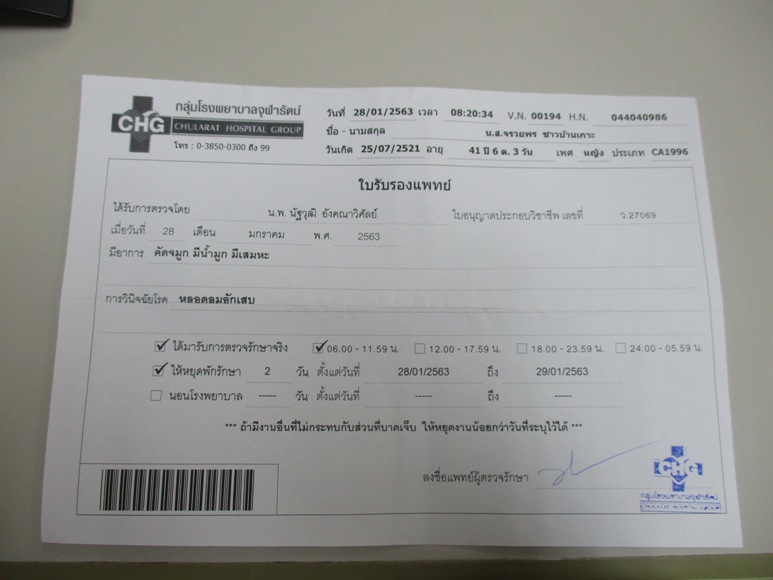 กลุ่มโรงพยาบาลจุฬารัตน์
CHG CHULARAT HOSPITAL GROUP
โทร : 0-3850-0300 ถึง 99
วันที่ 28/01/2563 เวลา 08:20:34 V.N. 00194 H.N. 044040986
ชื่อ - นามสกุล น.ส.จรวยพร ชาวบ้านเกาะ
วันเกิด 25/07/2521 อายุ 41 ปี 6 ด. 3 วัน เพศ หญิง ประเภท CA1996
ใบรับรองแพทย์
ได้รับการตรวจโดย น.พ. นัฐวุฒิ อังคณาวิศัลย์ ใบอนุญาตประกอบวิชาชีพ เลขที่ ว.27069
เมื่อวันที่ 28 เดือน มกราคม พ.ศ. 2563
มีอาการ คัดจมูก มีน้ำมูก มีเสมหะ
การวินิจฉัยโรค หลอดลมอักเสบ
ได้มารับการตรวจรักษาจริง 06.00 - 11.59 น. 12.00 - 17.59 น. 18.00 - 23.59 น. 24.00 - 05.59 น.
ให้หยุดพักรักษา 2 วัน ตั้งแต่วันที่ 28/01/2563 ถึง 29/01/2563
นอนโรงพยาบาล ----- วัน ตั้งแต่วันที่ ----- ถึง -----
*** ถ้ามีงานอื่นที่ไม่กระทบกับส่วนที่บาดเจ็บ ให้หยุดงานน้อยกว่าวันที่ระบุไว้ได้ ***
ลงชื่อแพทย์ผู้ตรวจรักษา
CHG
กลุ่มโรงพยาบาลจุฬารัตน์
CHULARAT HOSPITAL GROUP